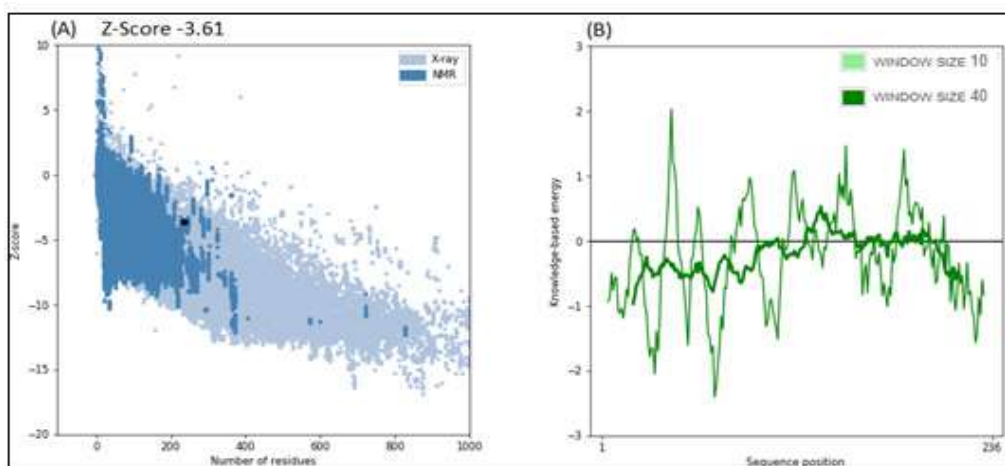 (A) Z-Score -3.61
10
5
0
−5
−10
−15
−20
Z-score
X-ray
NMR
0 200 400 600 800 1000
Number of residues
(B)
3
2
1
0
−1
−2
−3
Knowledge-based energy
WINDOW SIZE 10
WINDOW SIZE 40
1 236
Sequence position